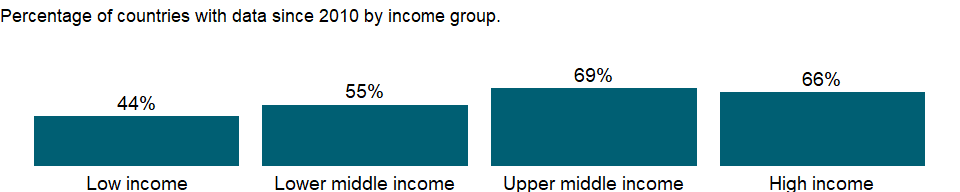 Percentage of countries with data since 2010 by income group.
44%
55%
69%
66%
Low income
Lower middle income
Upper middle income
High income